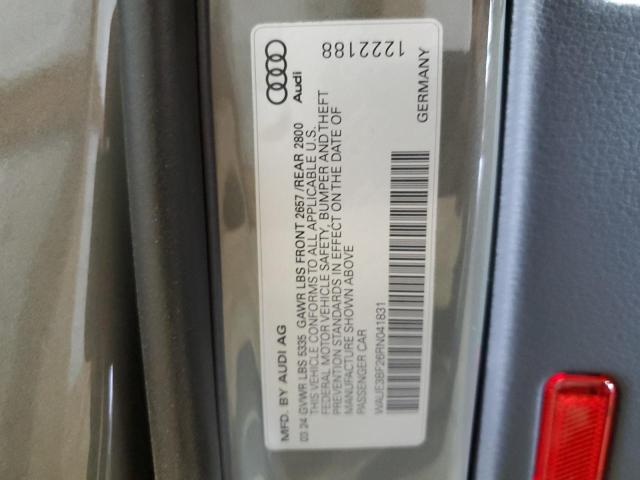 1222188
Audi
MFD. BY AUDI AG
03 24 GVWR LBS 5335 GAWR LBS FRONT 2657 /REAR 2800
THIS VEHICLE CONFORMS TO ALL APPLICABLE U.S.
FEDERAL MOTOR VEHICLE SAFETY, BUMPER AND THEFT
PREVENTION STANDARDS IN EFFECT ON THE DATE OF
MANUFACTURE SHOWN ABOVE
PASSENGER CAR
WAUE3BF26RN041831
GERMANY